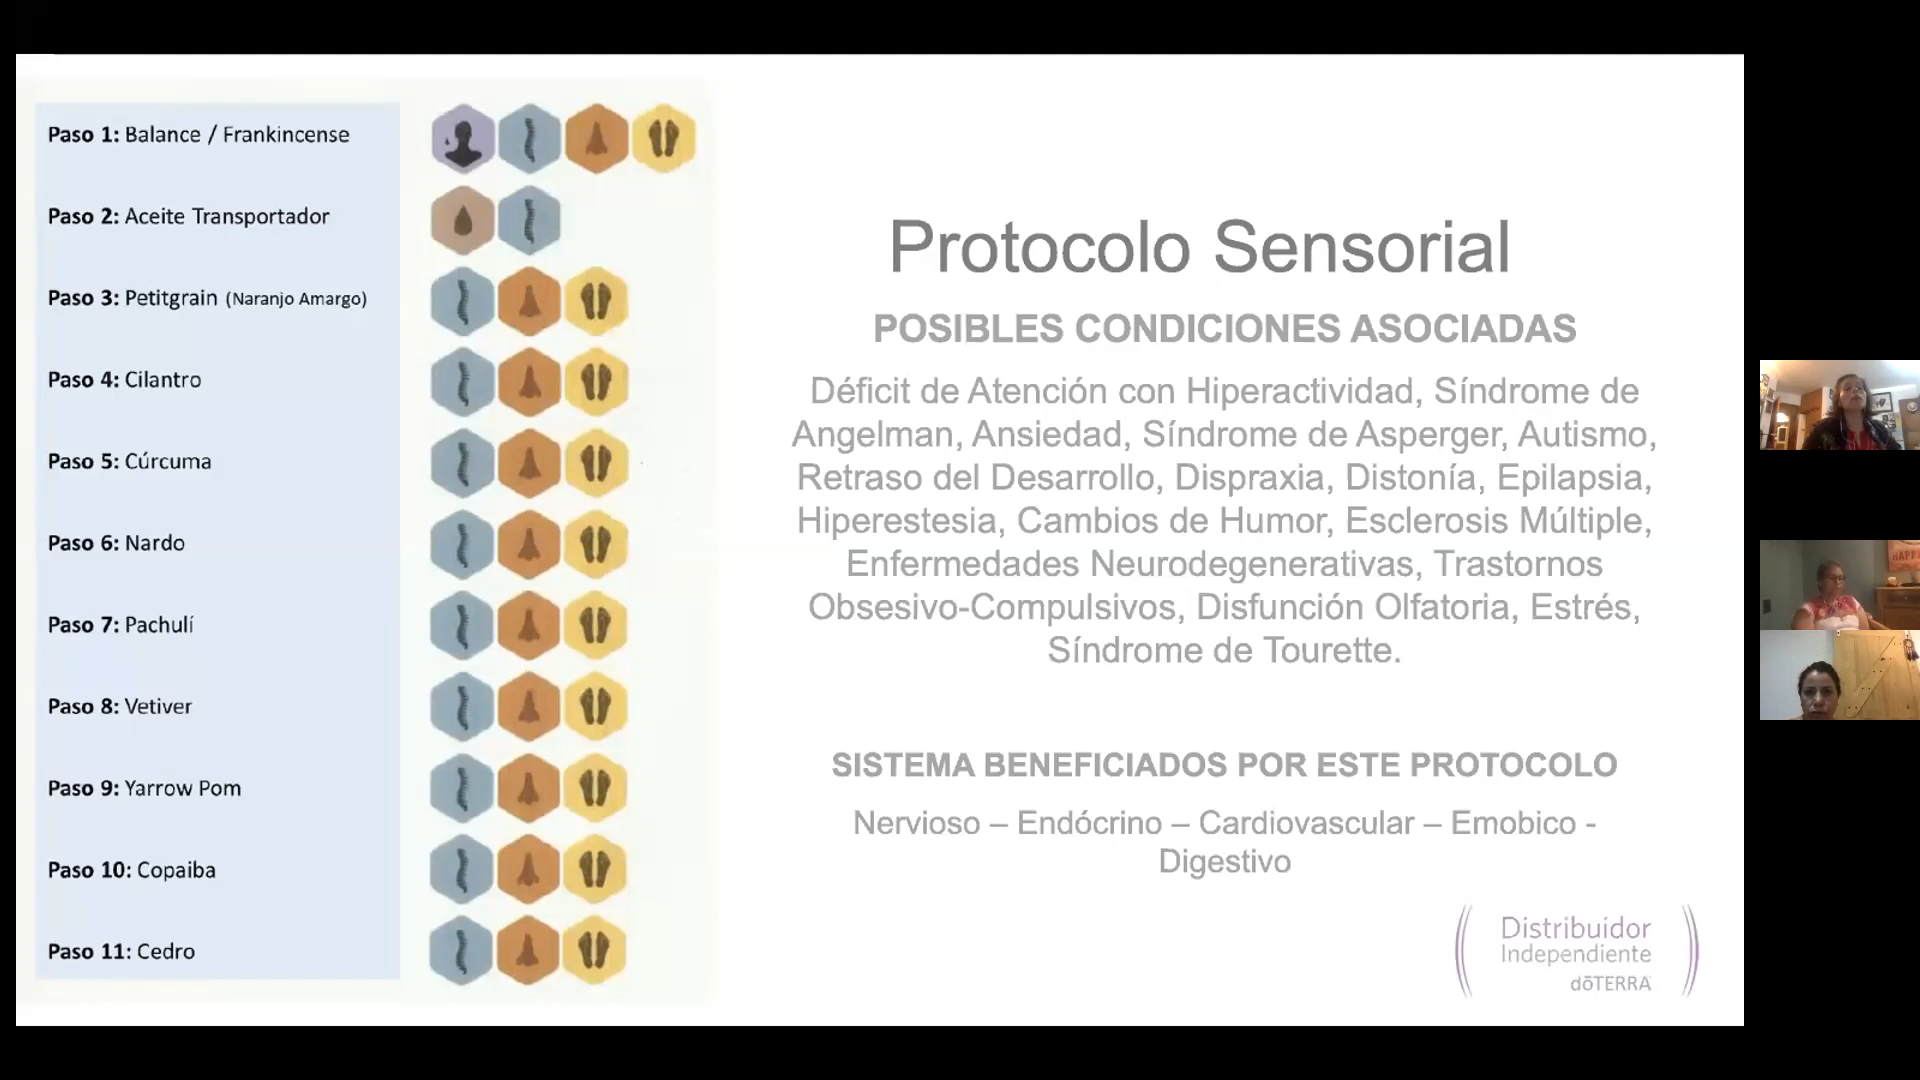 Paso 1: Balance / Frankincense
Paso 2: Aceite Transportador
Paso 3: Petitgrain (Naranjo Amargo)
Paso 4: Cilantro
Paso 5: Cúrcuma
Paso 6: Nardo
Paso 7: Pachulí
Paso 8: Vetiver
Paso 9: Yarrow Pom
Paso 10: Copaiba
Paso 11: Cedro
Protocolo Sensorial
POSIBLES CONDICIONES ASOCIADAS
Déficit de Atención con Hiperactividad, Síndrome de
Angelman, Ansiedad, Síndrome de Asperger, Autismo,
Retraso del Desarrollo, Dispraxia, Distonía, Epilapsia,
Hiperestesia, Cambios de Humor, Esclerosis Múltiple,
Enfermedades Neurodegenerativas, Trastornos
Obsesivo-Compulsivos, Disfunción Olfatoria, Estrés,
Síndrome de Tourette.
SISTEMA BENEFICIADOS POR ESTE PROTOCOLO
Nervioso – Endócrino – Cardiovascular – Emobico -
Digestivo
Distribuidor
Independiente
dōTERRA